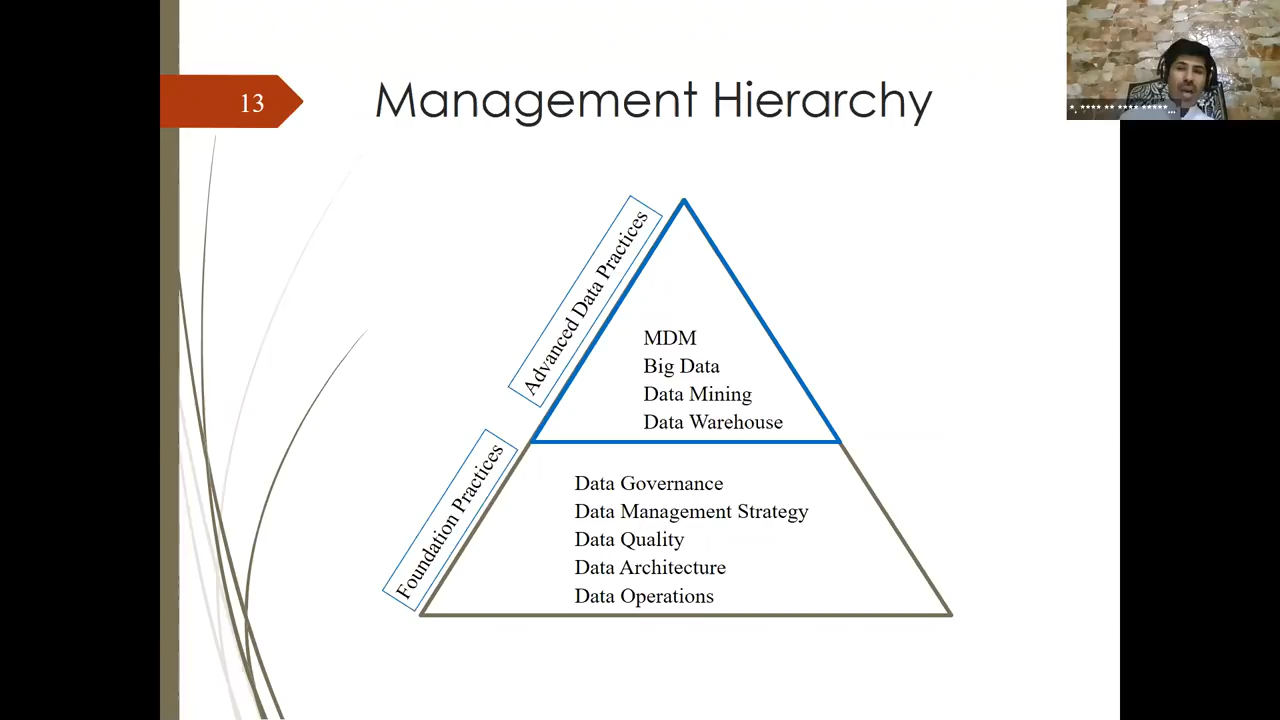 13
Management Hierarchy
Advanced Data Practices
MDM
Big Data
Data Mining
Data Warehouse
Foundation Practices
Data Governance
Data Management Strategy
Data Quality
Data Architecture
Data Operations